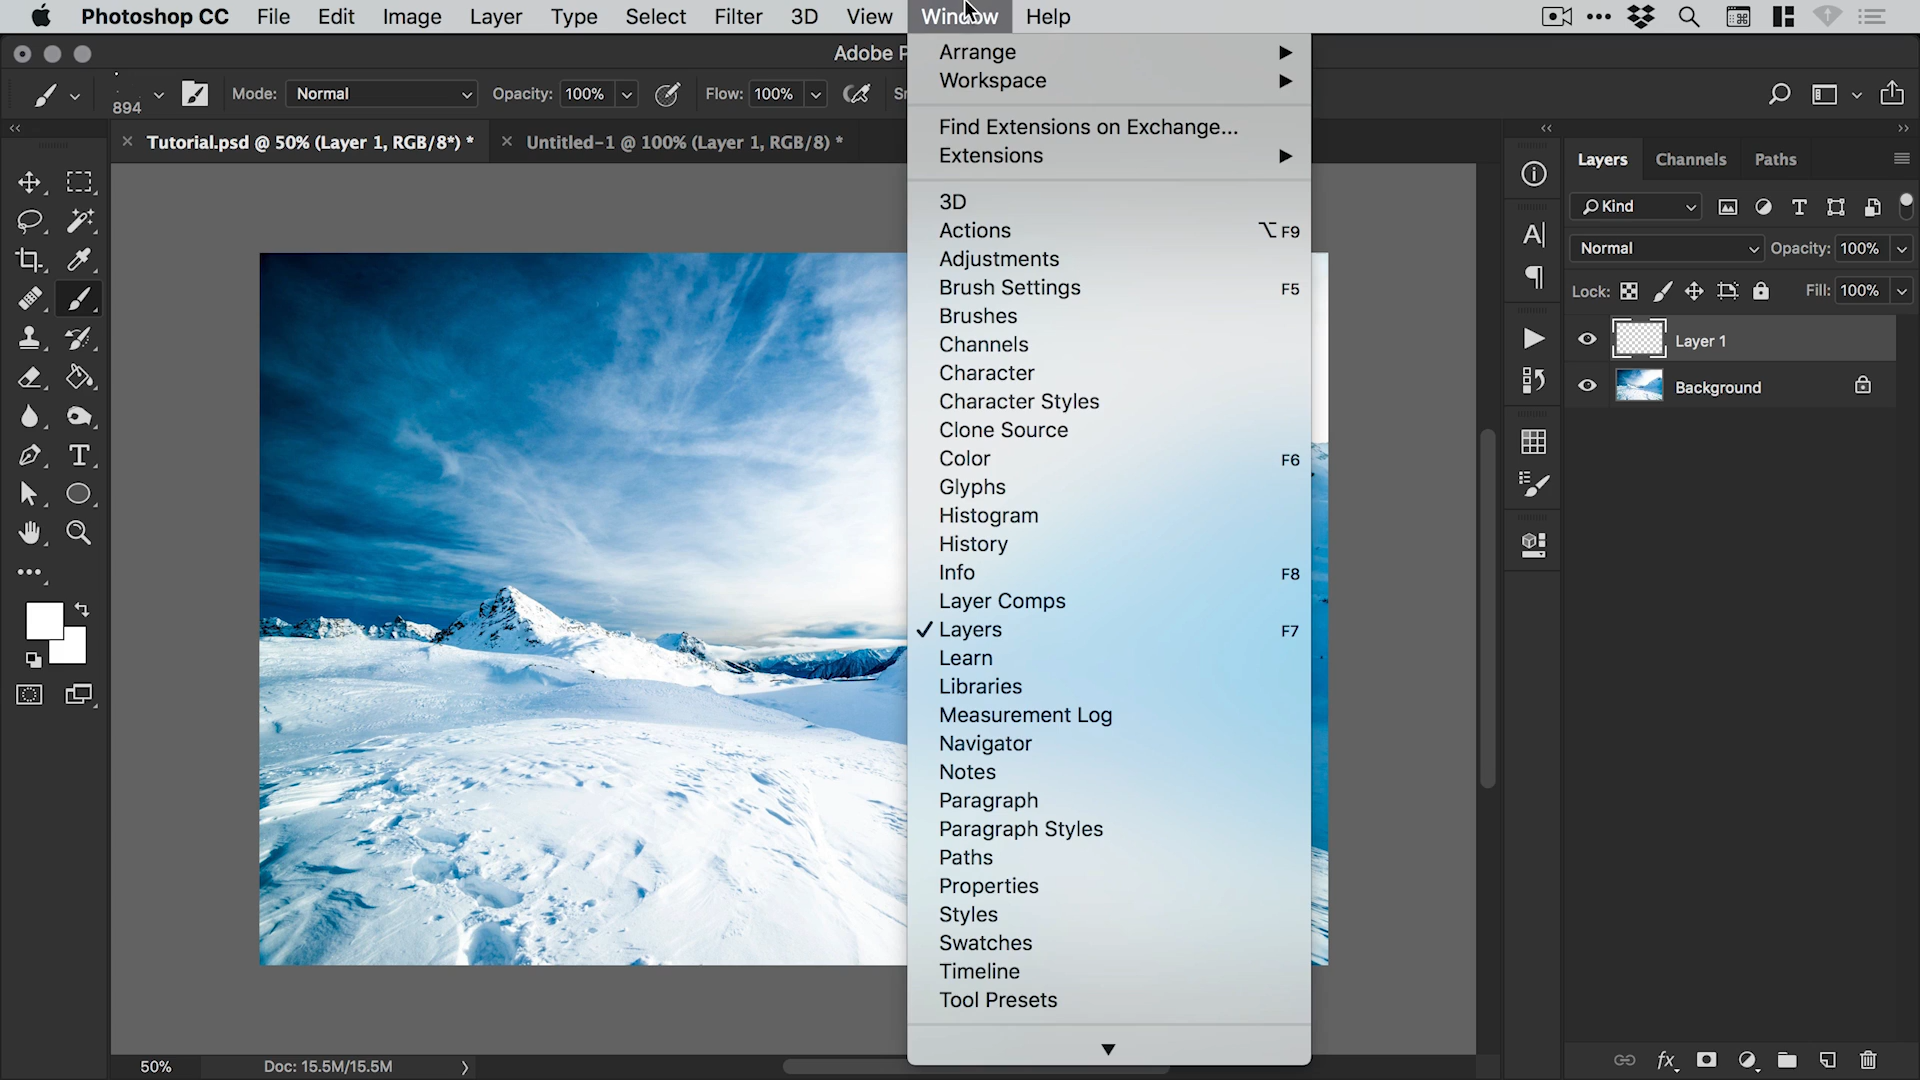 Photoshop CC File Edit Image Layer Type Select Filter 3D View Window Help
Adobe P
894 Mode: Normal Opacity: 100% Flow: 100% Sm
Tutorial.psd @ 50% (Layer 1, RGB/8*) * Untitled-1 @ 100% (Layer 1, RGB/8) *
Arrange
Workspace
Find Extensions on Exchange...
Extensions
3D
Actions ⌥ F9
Adjustments
Brush Settings F5
Brushes
Channels
Character
Character Styles
Clone Source
Color F6
Glyphs
Histogram
History
Info F8
Layer Comps
✓ Layers F7
Learn
Libraries
Measurement Log
Navigator
Notes
Paragraph
Paragraph Styles
Paths
Properties
Styles
Swatches
Timeline
Tool Presets
Layers Channels Paths
Kind
Normal Opacity: 100%
Lock: Fill: 100%
Layer 1
Background
50% Doc: 15.5M/15.5M